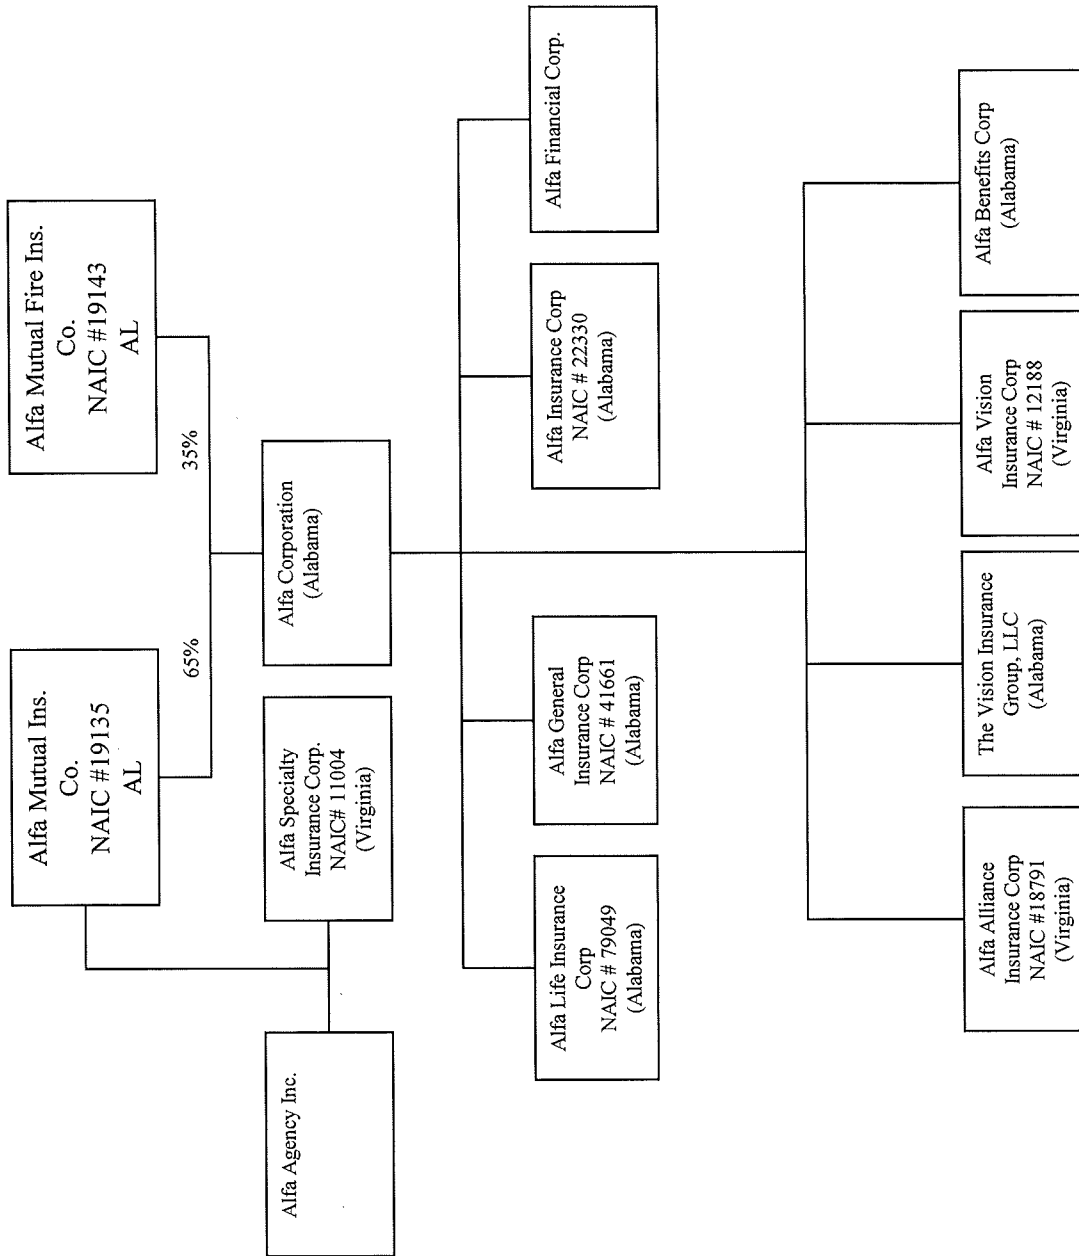 Alfa Mutual Ins.
Co.
NAIC #19135
AL
Alfa Mutual Fire Ins.
Co.
NAIC #19143
AL
65%
35%
Alfa Agency Inc.
Alfa Specialty
Insurance Corp.
NAIC# 11004
(Virginia)
Alfa Corporation
(Alabama)
Alfa Life Insurance
Corp
NAIC # 79049
(Alabama)
Alfa General
Insurance Corp
NAIC # 41661
(Alabama)
Alfa Insurance Corp
NAIC # 22330
(Alabama)
Alfa Financial Corp.
Alfa Alliance
Insurance Corp
NAIC #18791
(Virginia)
The Vision Insurance
Group, LLC
(Alabama)
Alfa Vision
Insurance Corp
NAIC # 12188
(Virginia)
Alfa Benefits Corp
(Alabama)